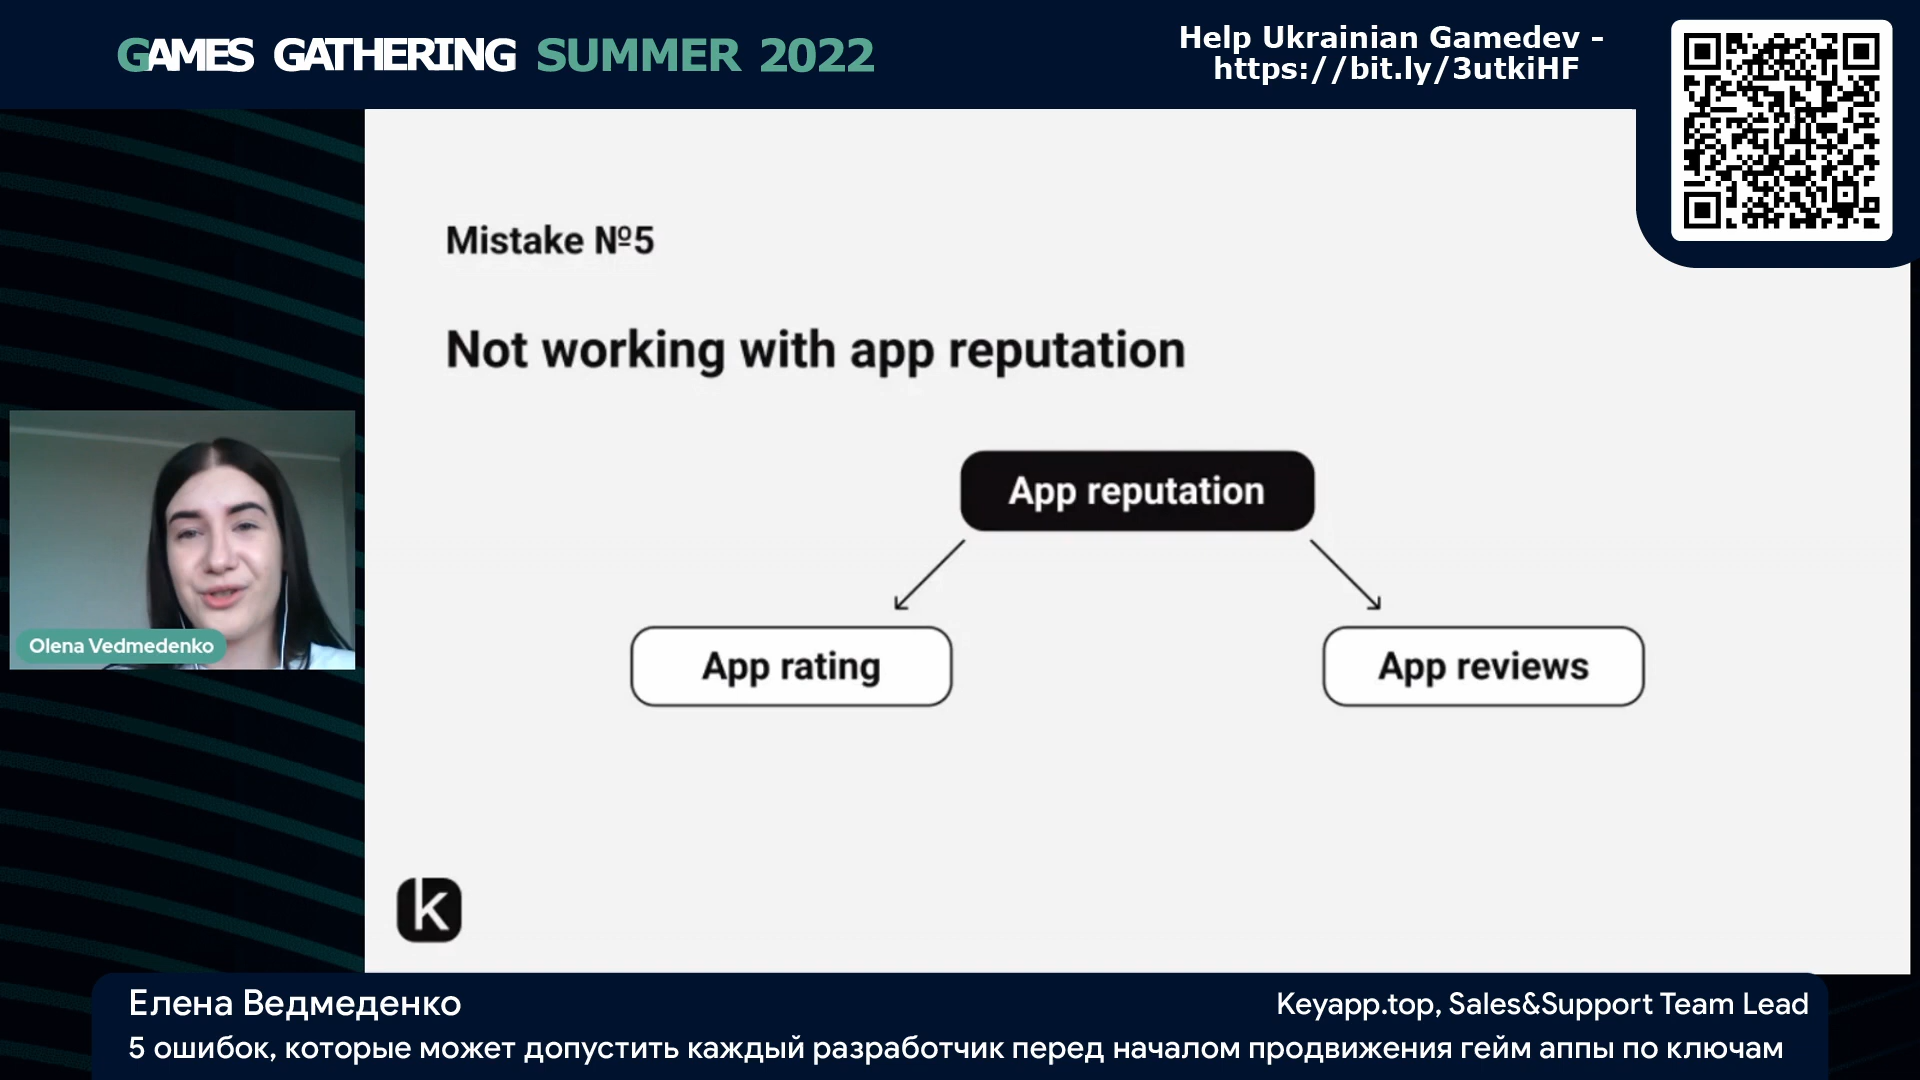 GAMES GATHERING SUMMER 2022
Help Ukrainian Gamedev -
https://bit.ly/3utkiHF
Mistake №5
Not working with app reputation
App reputation
App rating
App reviews
Olena Vedmedenko
k
Елена Ведмеденко
Keyapp.top, Sales&Support Team Lead
5 ошибок, которые может допустить каждый разработчик перед началом продвижения гейм аппы по ключам